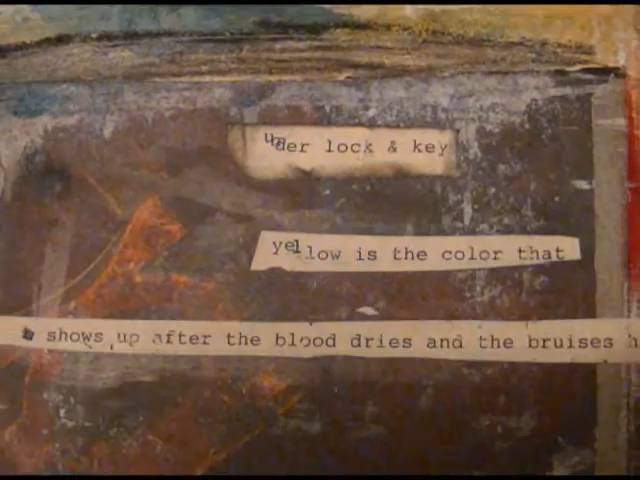 under lock & key
yellow is the color that
shows up after the blood dries and the bruises